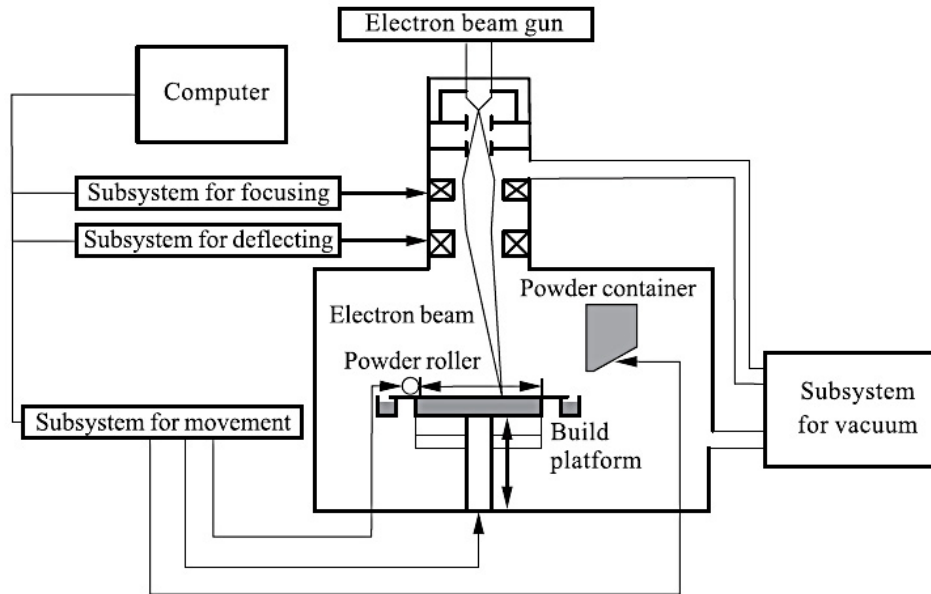 Electron beam gun
Computer
Subsystem for focusing
Subsystem for deflecting
Powder container
Electron beam
Powder roller
Subsystem
for vacuum
Subsystem for movement
Build
platform